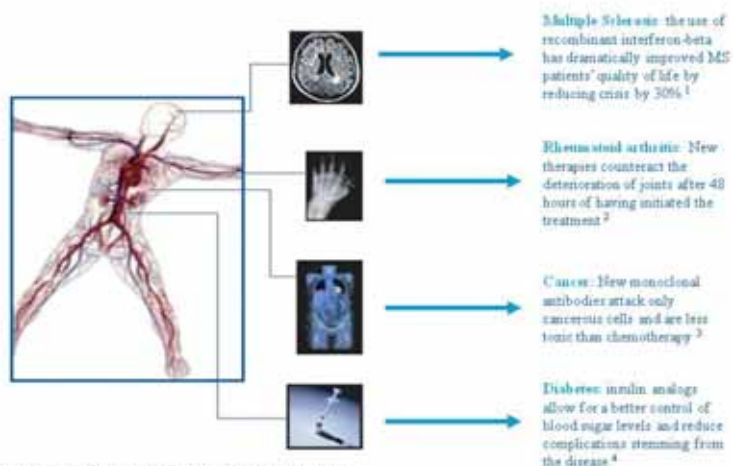 Multiple Sclerosis: the use of
recombinant interferon-beta
has dramatically improved MS
patients' quality of life by
reducing crisis by 30% 1
Rheumatoid arthritis: New
therapies counteract the
deterioration of joints after 48
hours of having initiated the
treatment 2
Cancer: New monoclonal
antibodies attack only
cancerous cells and are less
toxic than chemotherapy 3
Diabetes: insulin analogs
allow for a better control of
blood sugar levels and reduce
complications stemming from
the disease 4